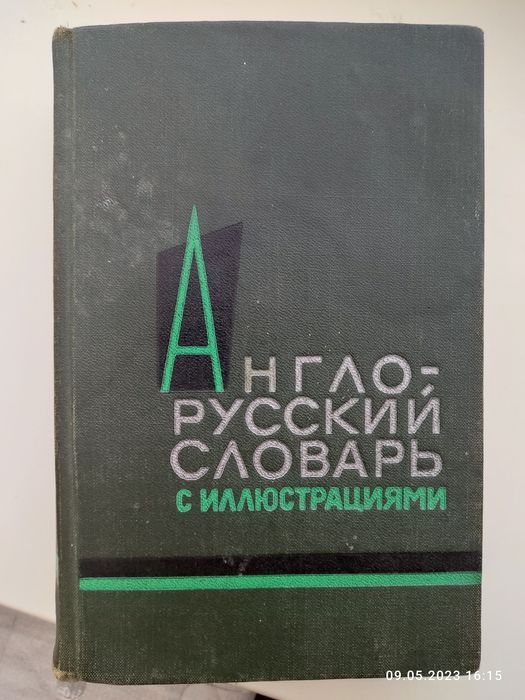 Англо-
русский
словарь
с иллюстрациями
09.05.2023 16:15